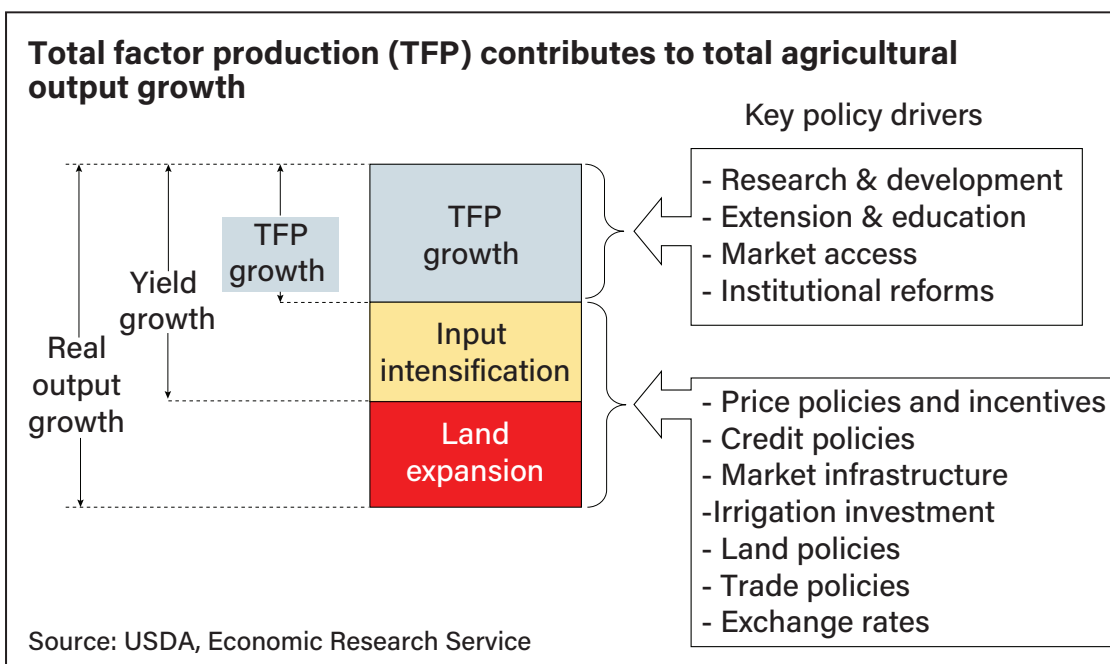 Total factor production (TFP) contributes to total agricultural
output growth
Key policy drivers
Real
output
growth
Yield
growth
TFP
growth
TFP
growth
Input
intensification
Land
expansion
- Research & development
- Extension & education
- Market access
- Institutional reforms
- Price policies and incentives
- Credit policies
- Market infrastructure
-Irrigation investment
- Land policies
- Trade policies
- Exchange rates
Source: USDA, Economic Research Service